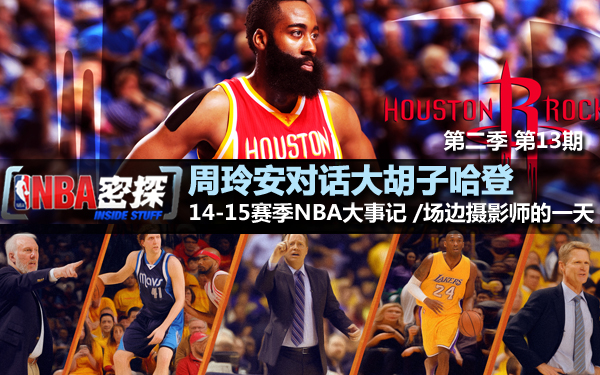 HOUSTON
HOUSTON ROCK
第二季 第13期
NBA密探
INSIDE STUFF
周玲安对话大胡子哈登
14-15赛季NBA大事记 /场边摄影师的一天
MAVS
41
LAKERS
24